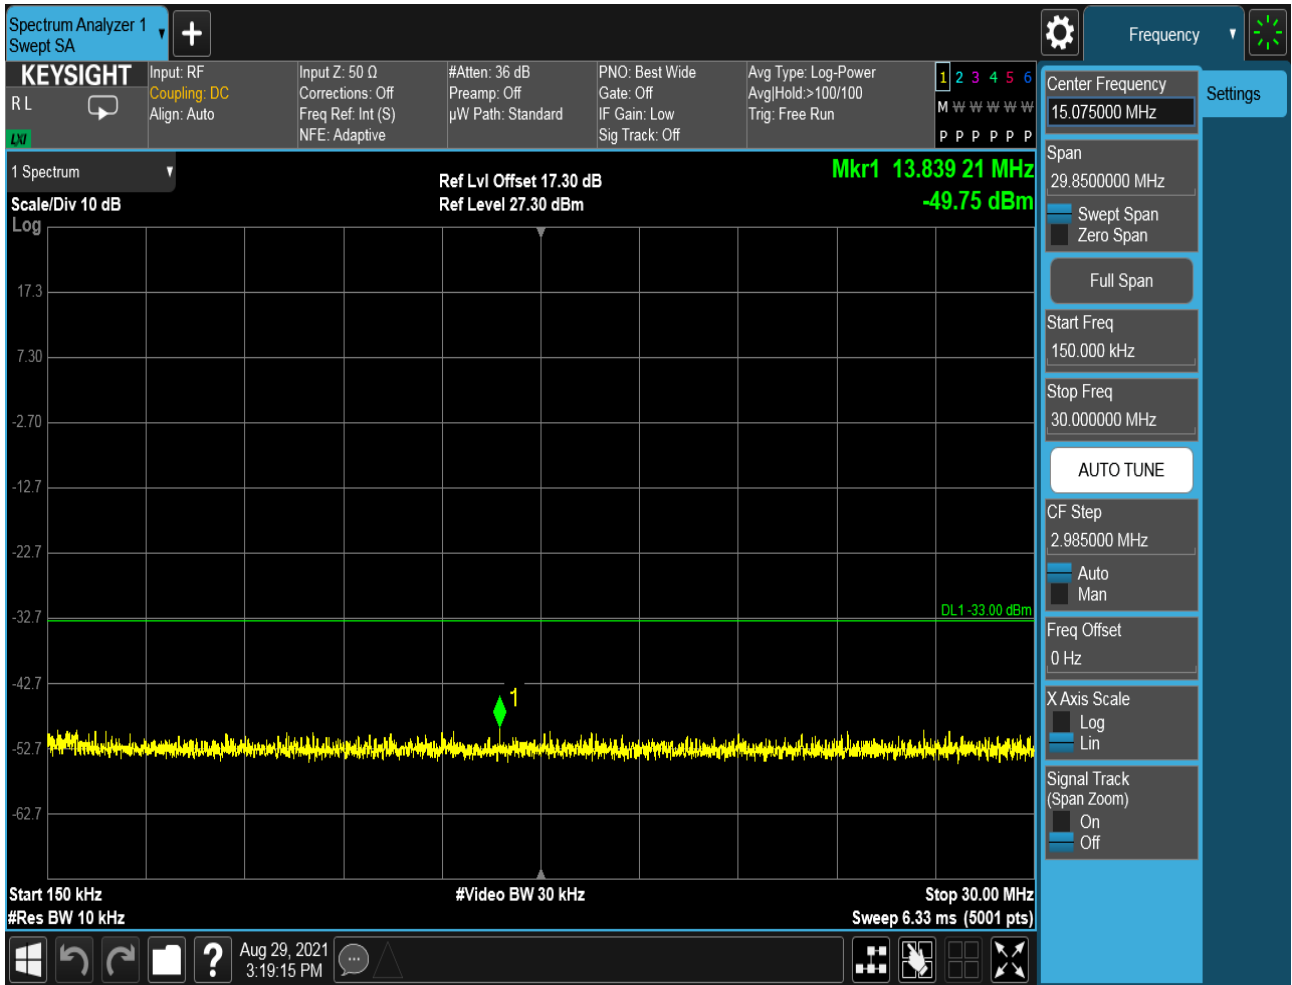 Spectrum Analyzer 1
Swept SA
Frequency
KEYSIGHT
R L
LXI
Input: RF
Coupling: DC
Align: Auto
Input Z: 50 Ω
Corrections: Off
Freq Ref: Int (S)
NFE: Adaptive
#Atten: 36 dB
Preamp: Off
µW Path: Standard
PNO: Best Wide
Gate: Off
IF Gain: Low
Sig Track: Off
Avg Type: Log-Power
Avg|Hold:>100/100
Trig: Free Run
1 2 3 4 5 6
M W W W W W
P P P P P P
1 Spectrum
Scale/Div 10 dB
Log
Ref Lvl Offset 17.30 dB
Ref Level 27.30 dBm
Mkr1 13.839 21 MHz
-49.75 dBm
17.3
7.30
-2.70
-12.7
-22.7
-32.7
-42.7
-52.7
-62.7
DL1 -33.00 dBm
1
Start 150 kHz
#Res BW 10 kHz
#Video BW 30 kHz
Stop 30.00 MHz
Sweep 6.33 ms (5001 pts)
Center Frequency
15.075000 MHz
Settings
Span
29.8500000 MHz
Swept Span
Zero Span
Full Span
Start Freq
150.000 kHz
Stop Freq
30.000000 MHz
AUTO TUNE
CF Step
2.985000 MHz
Auto
Man
Freq Offset
0 Hz
X Axis Scale
Log
Lin
Signal Track
(Span Zoom)
On
Off
?
Aug 29, 2021
3:19:15 PM